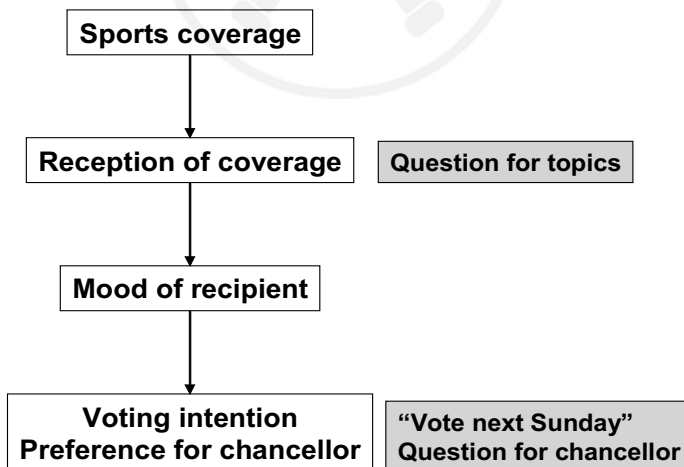 Sports coverage
Reception of coverage
Question for topics
Mood of recipient
Voting intention
Preference for chancellor
“Vote next Sunday”
Question for chancellor